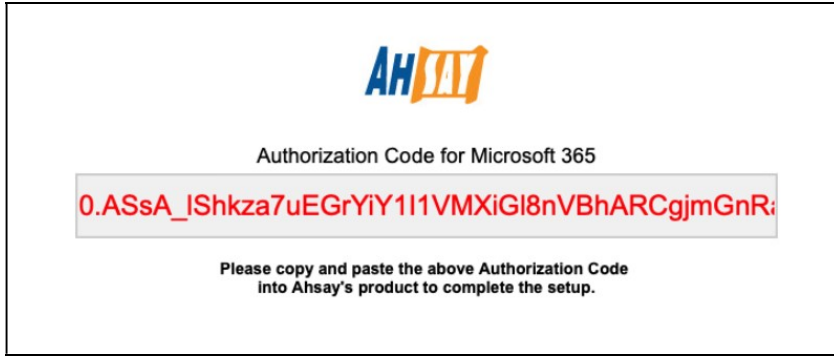 AHSAY
Authorization Code for Microsoft 365
0.ASsA_lShkza7uEGrYiY1l1VMXiGl8nVBhARCgjmGnRa
Please copy and paste the above Authorization Code
into Ahsay's product to complete the setup.